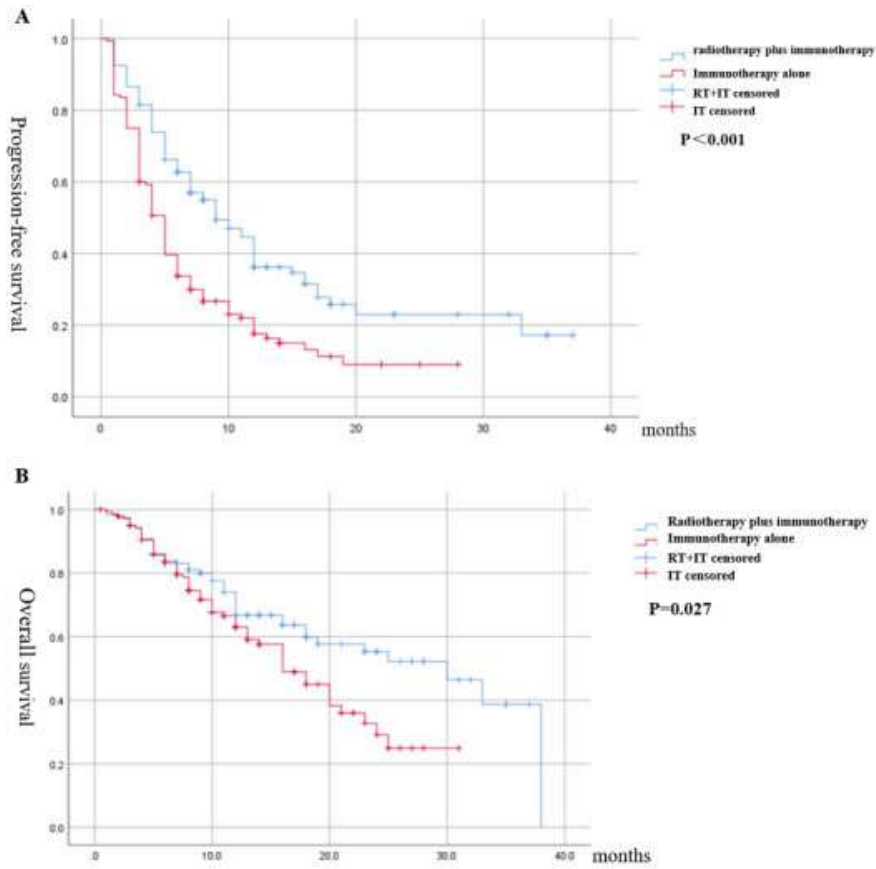 A
1.0
0.8
0.6
0.4
0.2
0.0
Progression-free survival
0 10 20 30 40 months
radiotherapy plus immunotherapy
Immunotherapy alone
RT+IT censored
IT censored
P<0.001
B
1.0
0.8
0.6
0.4
0.2
0.0
Overall survival
.0 10.0 20.0 30.0 40.0 months
Radiotherapy plus immunotherapy
Immunotherapy alone
RT+IT censored
IT censored
P=0.027